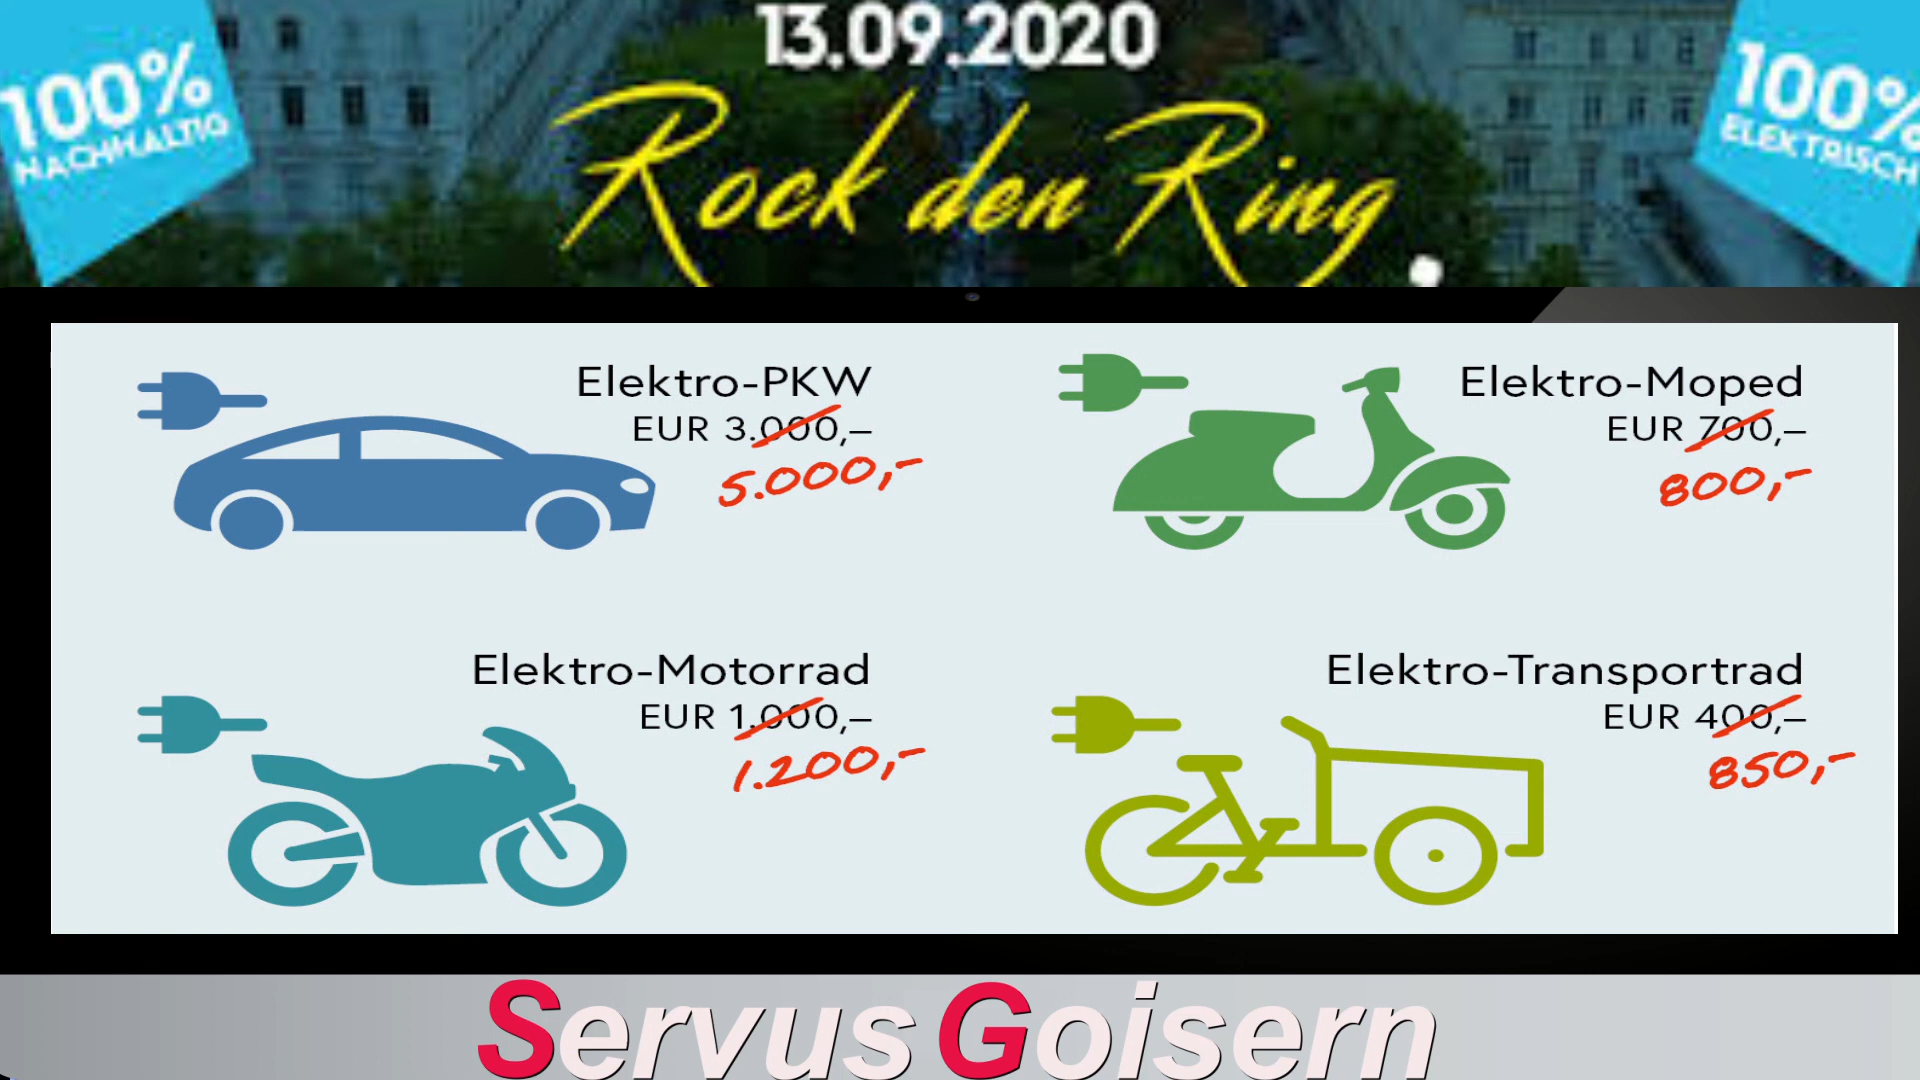 13.09.2020
100%
NACHHALTIG
Rock den Ring
100%
ELEKTRISCH
Elektro-PKW
EUR 3.000,–
5.000,-
Elektro-Moped
EUR 700,–
800,-
Elektro-Motorrad
EUR 1.000,–
1.200,-
Elektro-Transportrad
EUR 400,–
850,-
Servus Goisern